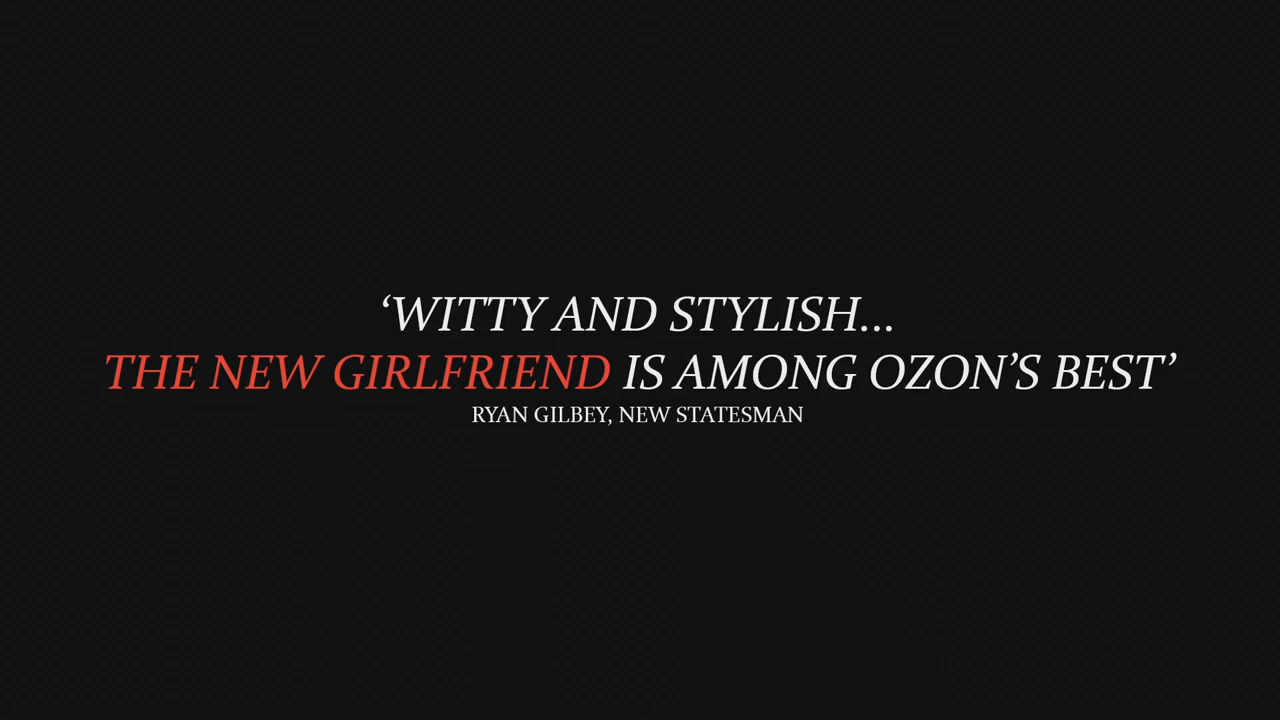 ‘WITTY AND STYLISH...
THE NEW GIRLFRIEND IS AMONG OZON’S BEST’
RYAN GILBEY, NEW STATESMAN